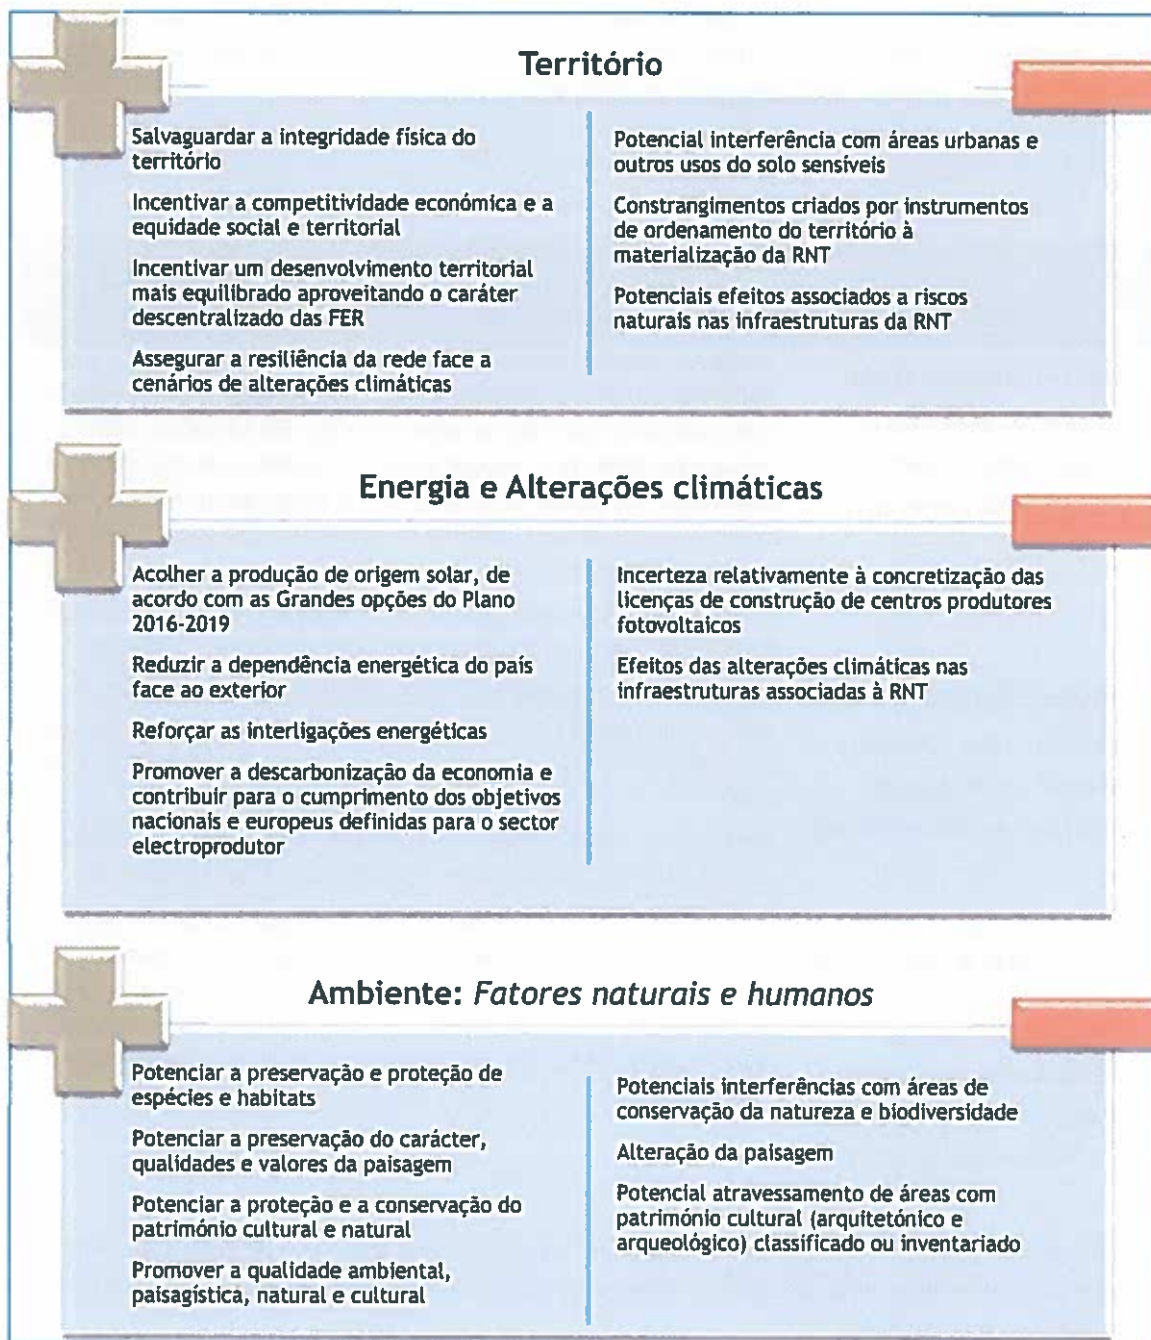 Território
Salvaguardar a integridade física do
território
Incentivar a competitividade económica e a
equidade social e territorial
Incentivar um desenvolvimento territorial
mais equilibrado aproveitando o caráter
descentralizado das FER
Assegurar a resiliência da rede face a
cenários de alterações climáticas
Potencial interferência com áreas urbanas e
outros usos do solo sensíveis
Constrangimentos criados por instrumentos
de ordenamento do território à
materialização da RNT
Potenciais efeitos associados a riscos
naturais nas infraestruturas da RNT
Energia e Alterações climáticas
Acolher a produção de origem solar, de
acordo com as Grandes opções do Plano
2016-2019
Reduzir a dependência energética do país
face ao exterior
Reforçar as interligações energéticas
Promover a descarbonização da economia e
contribuir para o cumprimento dos objetivos
nacionais e europeus definidas para o sector
electroprodutor
Incerteza relativamente à concretização das
licenças de construção de centros produtores
fotovoltaicos
Efeitos das alterações climáticas nas
infraestruturas associadas à RNT
Ambiente: Fatores naturais e humanos
Potenciar a preservação e proteção de
espécies e habitats
Potenciar a preservação do carácter,
qualidades e valores da paisagem
Potenciar a proteção e a conservação do
património cultural e natural
Promover a qualidade ambiental,
paisagística, natural e cultural
Potenciais interferências com áreas de
conservação da natureza e biodiversidade
Alteração da paisagem
Potencial atravessamento de áreas com
património cultural (arquitetónico e
arqueológico) classificado ou inventariado